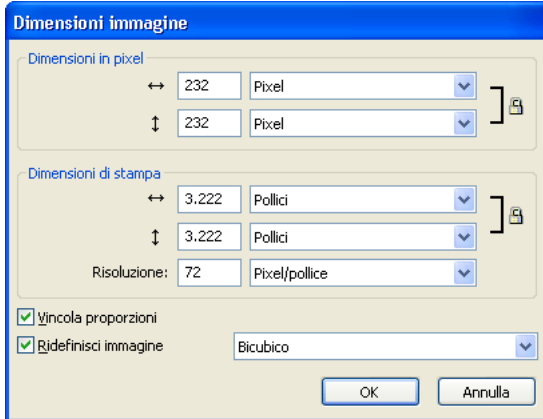 Dimensioni immagine
Dimensioni in pixel
232 Pixel
232 Pixel
Dimensioni di stampa
3.222 Pollici
3.222 Pollici
Risoluzione: 72 Pixel/pollice
Vincola proporzioni
Ridefinisci immagine Bicubico
OK Annulla